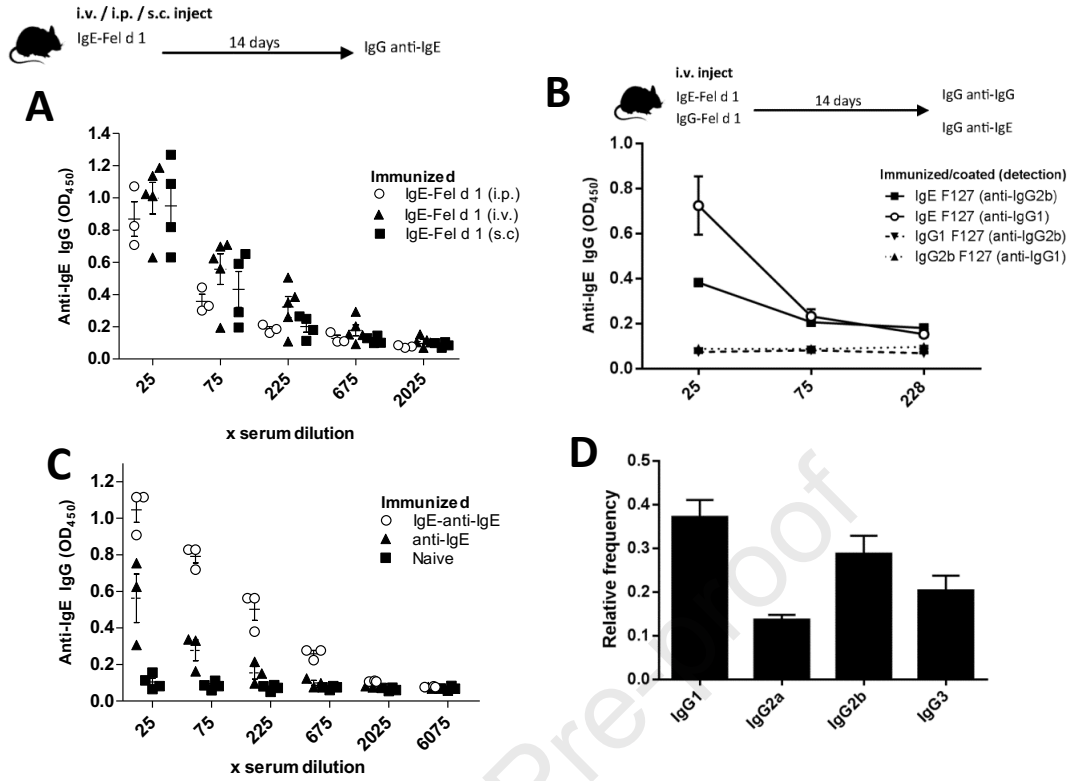 i.v. / i.p. / s.c. inject
IgE-Fel d 1
14 days
IgG anti-IgE
A
Anti-IgE IgG (OD450)
1.4
1.2
1.0
0.8
0.6
0.4
0.2
0.0
25
75
225
675
2025
x serum dilution
Immunized
IgE-Fel d 1 (i.p.)
IgE-Fel d 1 (i.v.)
IgE-Fel d 1 (s.c)
B
i.v. inject
IgE-Fel d 1
IgG-Fel d 1
14 days
IgG anti-IgG
IgG anti-IgE
Anti-IgE IgG (OD450)
1.0
0.8
0.6
0.4
0.2
0.0
25
75
228
Immunized/coated (detection)
IgE F127 (anti-IgG2b)
IgE F127 (anti-IgG1)
IgG1 F127 (anti-IgG2b)
IgG2b F127 (anti-IgG1)
C
Anti-IgE IgG (OD450)
1.2
1.0
0.8
0.6
0.4
0.2
0.0
25
75
225
675
2025
6075
x serum dilution
Immunized
IgE-anti-IgE
anti-IgE
Naive
D
Relative frequency
0.5
0.4
0.3
0.2
0.1
0.0
IgG1
IgG2a
IgG2b
IgG3
Pre-proof